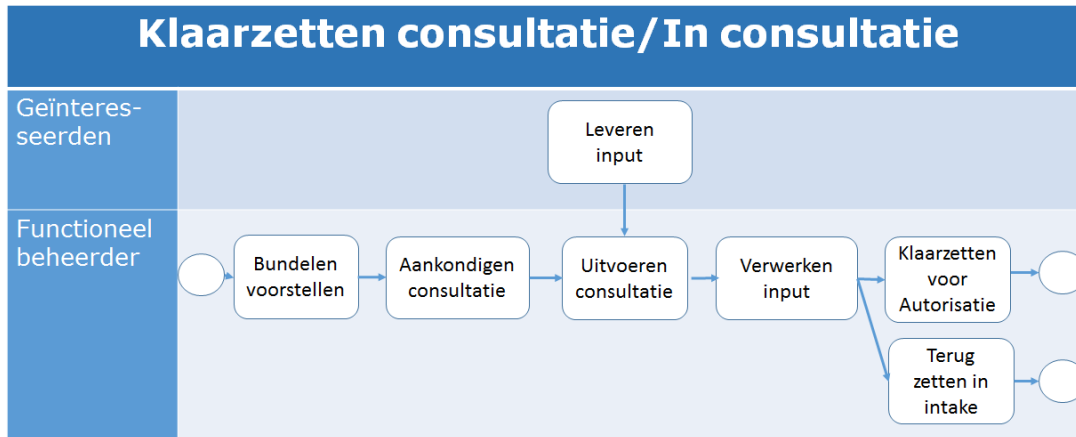 Klaarzetten consultatie/In consultatie
Geïnteres-
seerden
Leveren
input
Functioneel
beheerder
Bundelen
voorstellen
Aankondigen
consultatie
Uitvoeren
consultatie
Verwerken
input
Klaarzetten
voor
Autorisatie
Terug
zetten in
intake